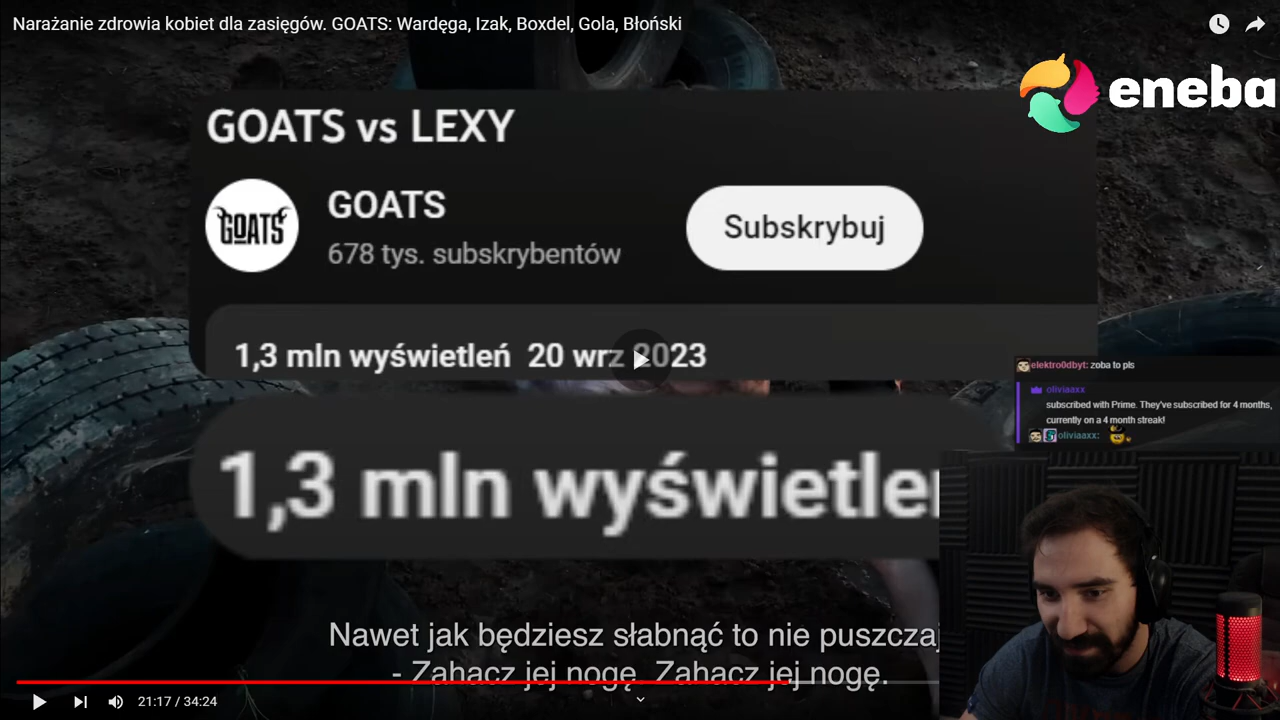 Narażanie zdrowia kobiet dla zasięgów. GOATS: Wardęga, Izak, Boxdel, Gola, Błoński
eneba
GOATS vs LEXY
GOATS
GOATS
678 tys. subskrybentów
Subskrybuj
1,3 mln wyświetleń 20 wrz 2023
elektro0dbyt: zoba to pls
oliviaaxx
subscribed with Prime. They've subscribed for 4 months,
currently on a 4 month streak!
oliviaaxx:
1,3 mln wyświetleń
Nawet jak będziesz słabnąć to nie puszczaj
- Zahacz jej nogę. Zahacz jej nogę.
21:17 / 34:24